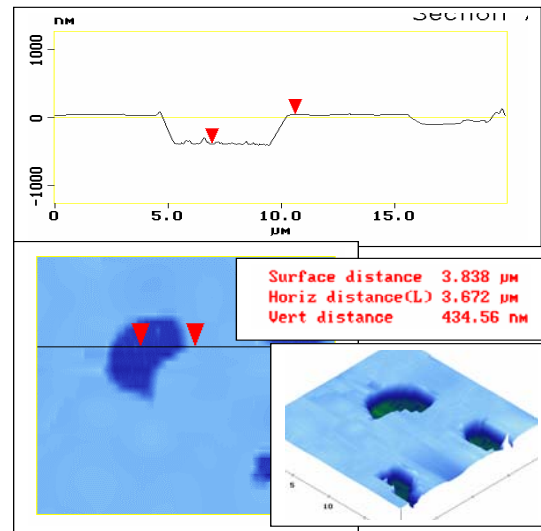 Section
nM
1000
0
-1000
0
5.0
10.0
15.0
µM
Surface distance 3.838 µm
Horiz distance(L) 3.672 µm
Vert distance 434.56 nm
5
10